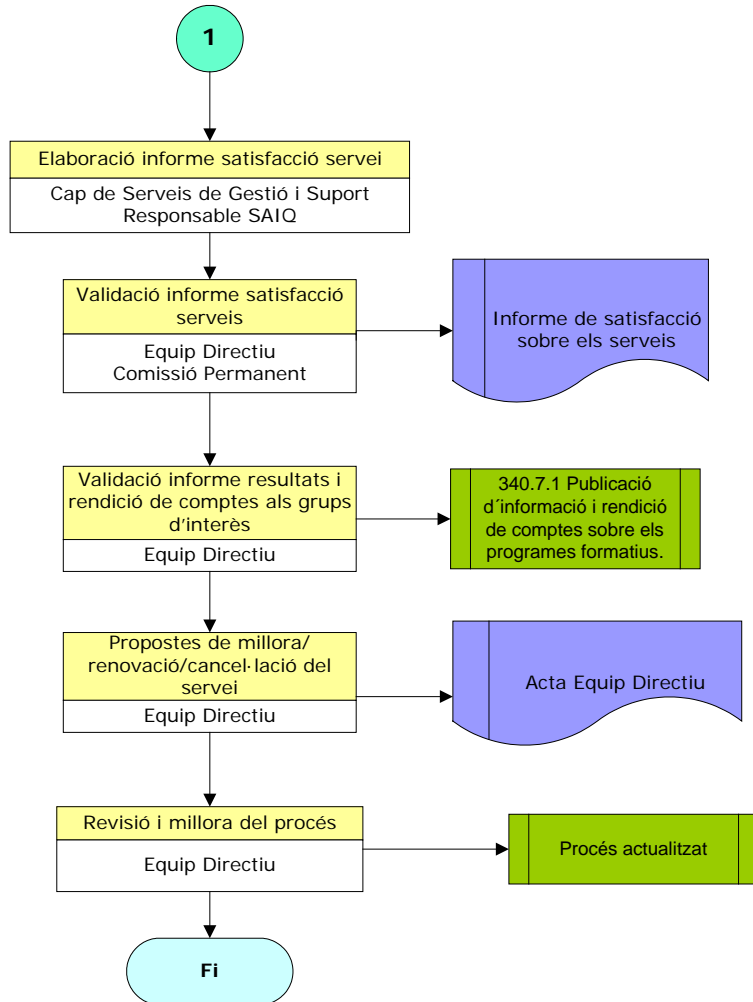 1
Elaboració informe satisfacció servei
Cap de Serveis de Gestió i Suport
Responsable SAIQ
Validació informe satisfacció
serveis
Equip Directiu
Comissió Permanent
Informe de satisfacció
sobre els serveis
Validació informe resultats i
rendició de comptes als grups
d'interès
Equip Directiu
340.7.1 Publicació
d´informació i rendició
de comptes sobre els
programes formatius.
Propostes de millora/
renovació/cancel·lació del
servei
Equip Directiu
Acta Equip Directiu
Revisió i millora del procés
Equip Directiu
Procés actualitzat
Fi